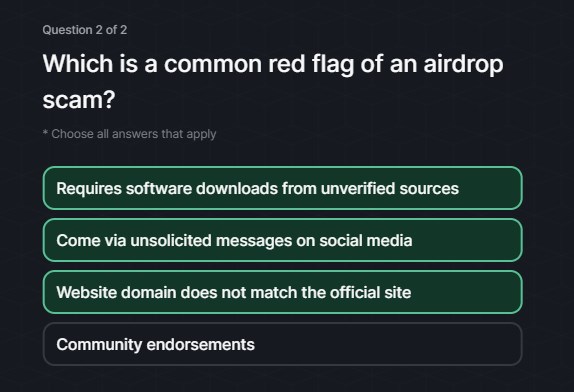 Question 2 of 2
Which is a common red flag of an airdrop
scam?
* Choose all answers that apply
Requires software downloads from unverified sources
Come via unsolicited messages on social media
Website domain does not match the official site
Community endorsements